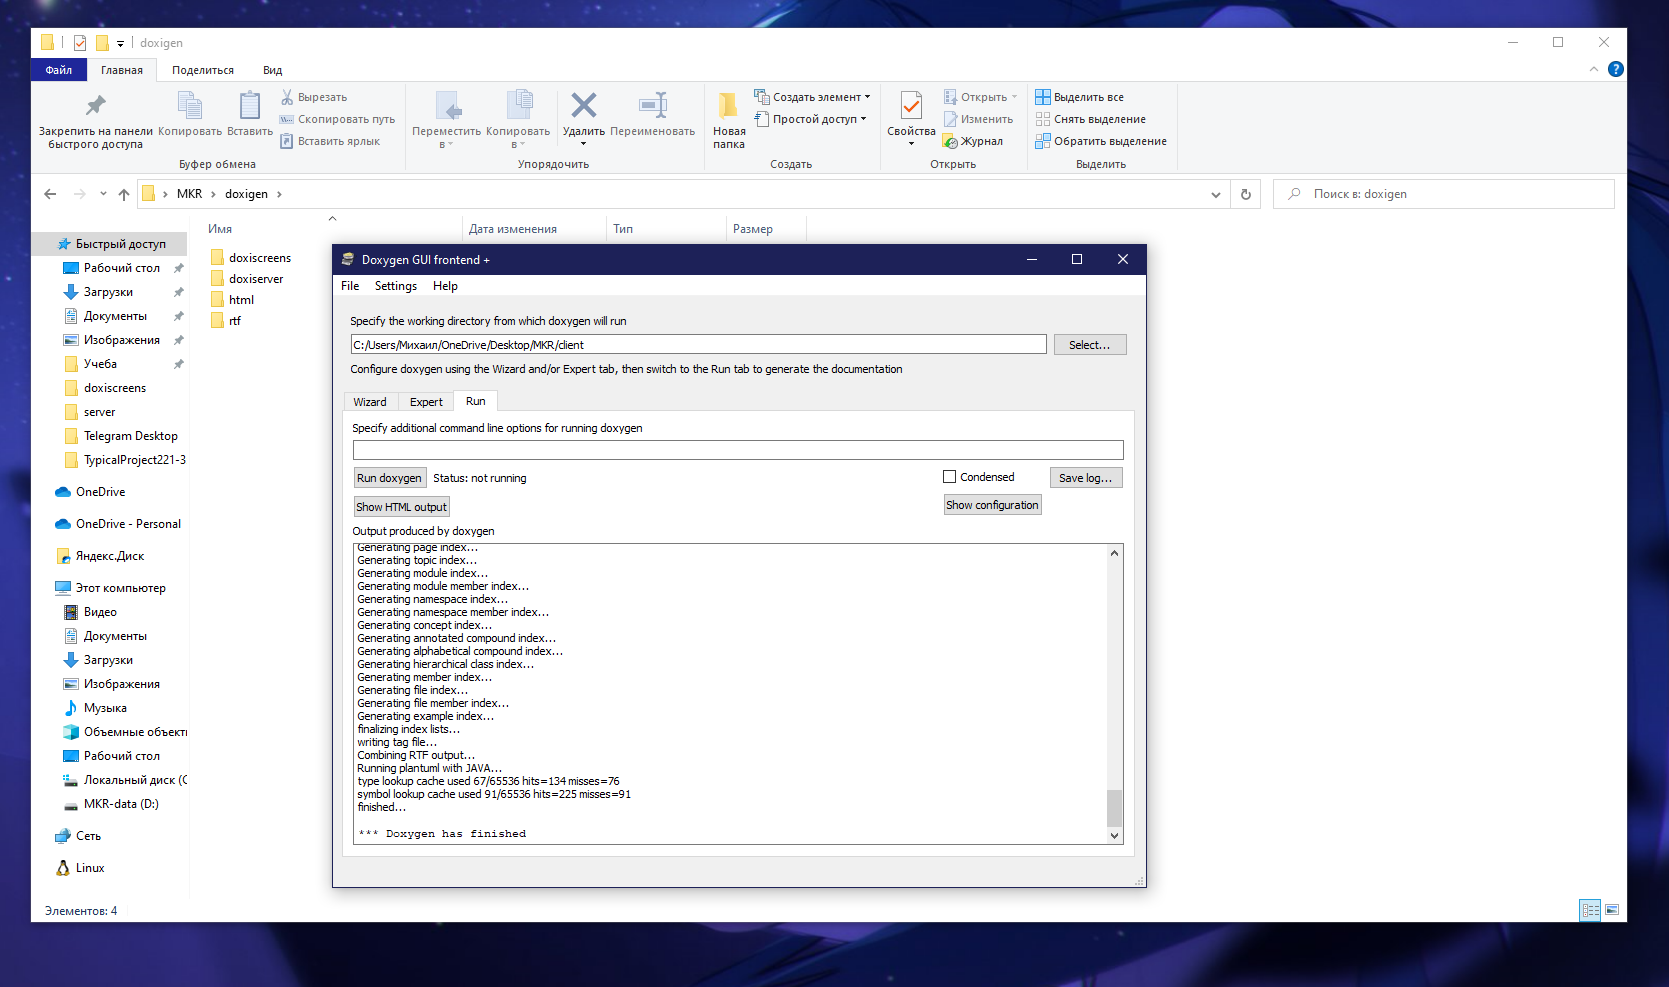 doxigen
Файл Главная Поделиться Вид
Закрепить на панели быстрого доступа
Копировать
Вставить
Вырезать
Скопировать путь
Вставить ярлык
Буфер обмена
Переместить в
Копировать в
Удалить
Переименовать
Упорядочить
Новая папка
Создать элемент
Простой доступ
Создать
Свойства
Открыть
Изменить
Журнал
Открыть
Выделить все
Снять выделение
Обратить выделение
Выделить
MKR doxigen
Поиск в: doxigen
Имя Дата изменения Тип Размер
Быстрый доступ
Рабочий стол
Загрузки
Документы
Изображения
Учеба
doxiscreens
server
Telegram Desktop
TypicalProject221-3
OneDrive
OneDrive - Personal
Яндекс.Диск
Этот компьютер
Видео
Документы
Загрузки
Изображения
Музыка
Объемные объекты
Рабочий стол
Локальный диск (C
MKR-data (D:)
Сеть
Linux
doxiscreens
doxiserver
html
rtf
Doxygen GUI frontend +
File Settings Help
Specify the working directory from which doxygen will run
C:/Users/Михаил/OneDrive/Desktop/MKR/client
Select...
Configure doxygen using the Wizard and/or Expert tab, then switch to the Run tab to generate the documentation
Wizard Expert Run
Specify additional command line options for running doxygen
Run doxygen Status: not running Condensed Save log...
Show HTML output Show configuration
Output produced by doxygen
Generating page index...
Generating topic index...
Generating module index...
Generating module member index...
Generating namespace index...
Generating namespace member index...
Generating concept index...
Generating annotated compound index...
Generating alphabetical compound index...
Generating hierarchical class index...
Generating member index...
Generating file index...
Generating file member index...
Generating example index...
finalizing index lists...
writing tag file...
Combining RTF output...
Running plantuml with JAVA...
type lookup cache used 67/65536 hits=134 misses=76
symbol lookup cache used 91/65536 hits=225 misses=91
finished...
*** Doxygen has finished
Элементов: 4